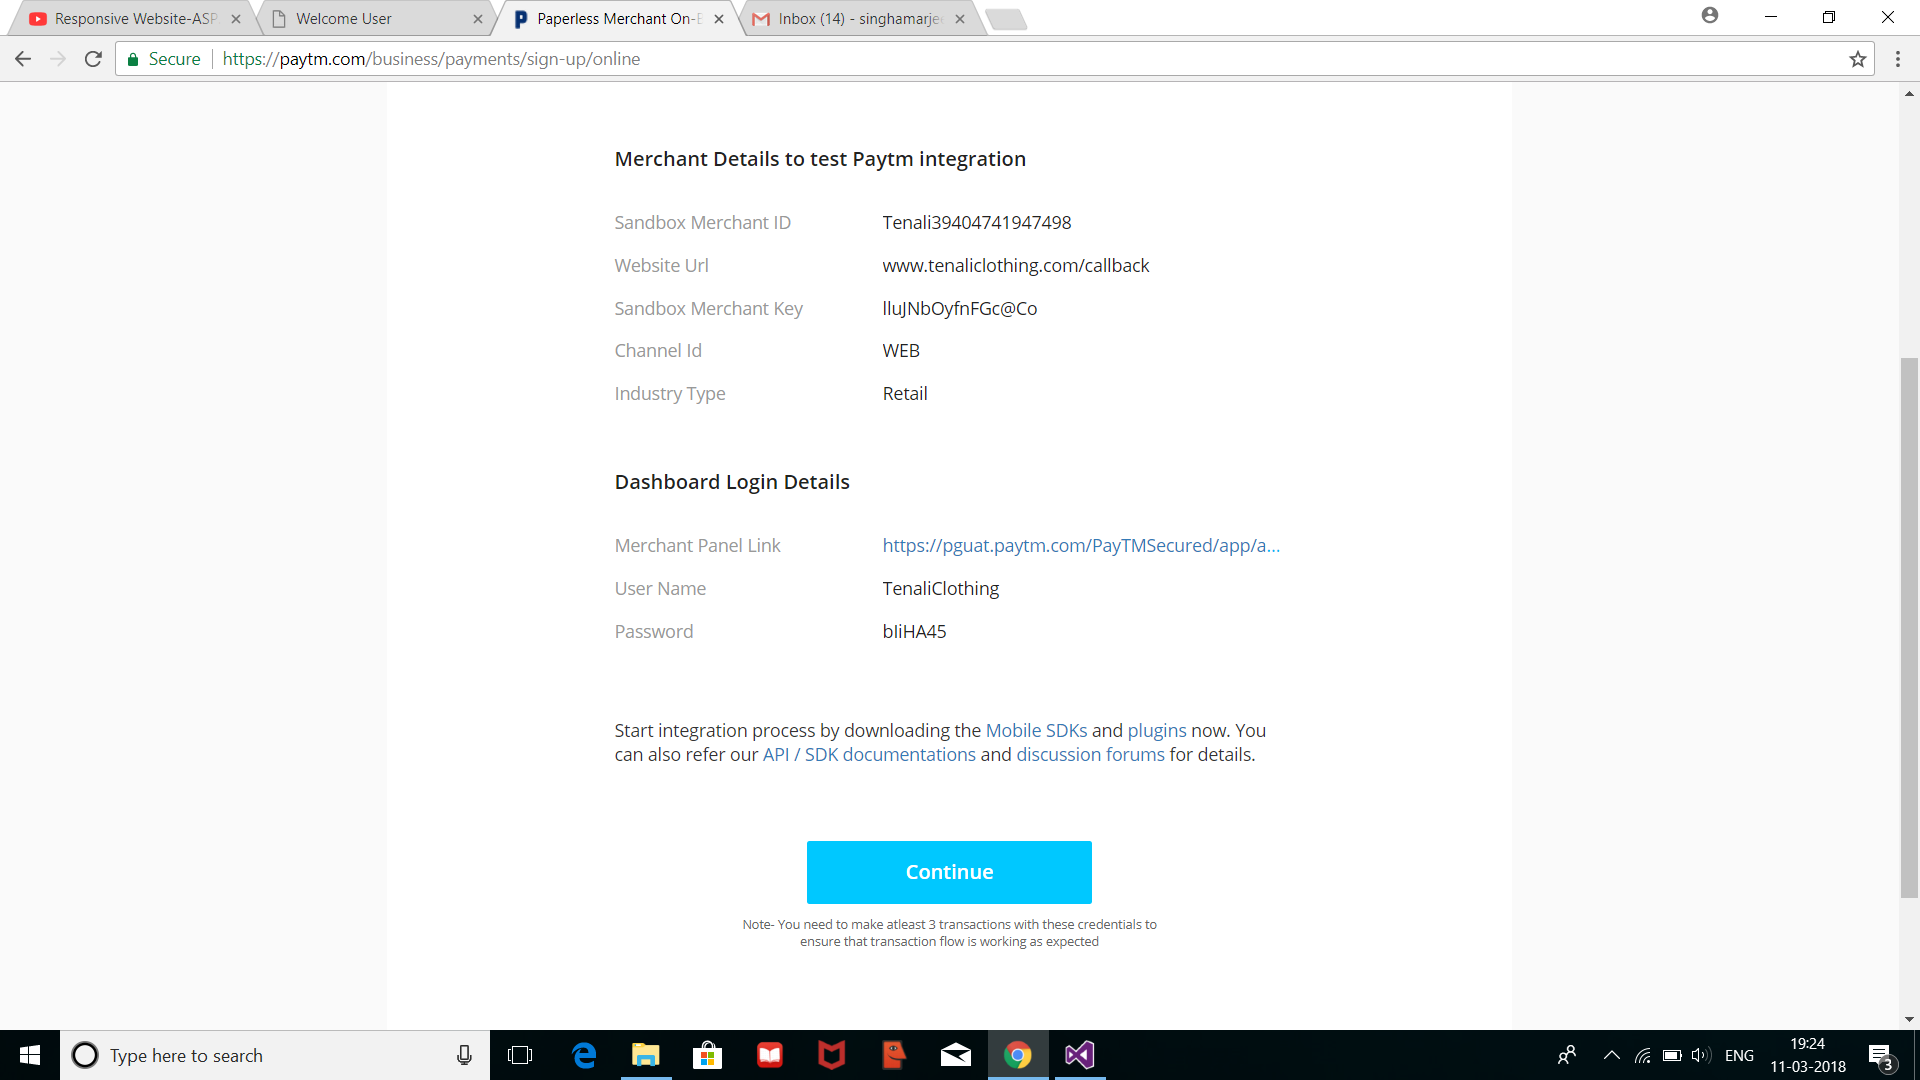 Responsive Website-ASP
Welcome User
Paperless Merchant On-B
Inbox (14) - singhamarjee
Secure
https://paytm.com/business/payments/sign-up/online
Merchant Details to test Paytm integration
Sandbox Merchant ID Tenali39404741947498
Website Url www.tenaliclothing.com/callback
Sandbox Merchant Key lluJNbOyfnFGc@Co
Channel Id WEB
Industry Type Retail
Dashboard Login Details
Merchant Panel Link https://pguat.paytm.com/PayTMSecured/app/a...
User Name TenaliClothing
Password bIiHA45
Start integration process by downloading the Mobile SDKs and plugins now. You
can also refer our API / SDK documentations and discussion forums for details.
Continue
Note- You need to make atleast 3 transactions with these credentials to
ensure that transaction flow is working as expected
Type here to search
ENG
19:24
11-03-2018
3